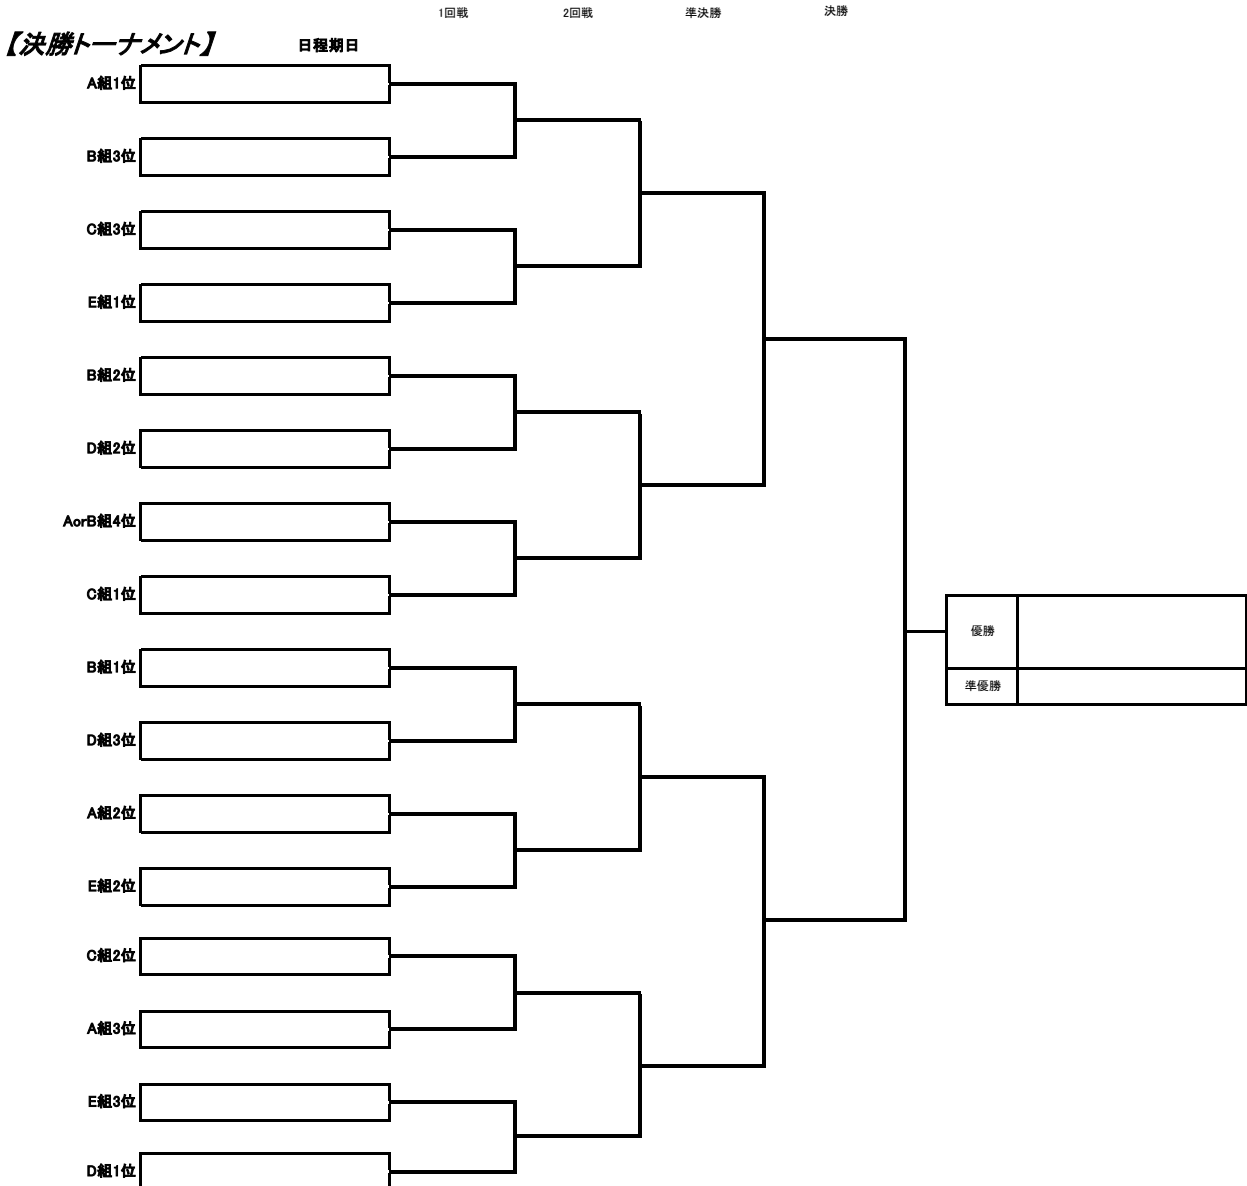 1回戦 2回戦 準決勝 決勝
【決勝トーナメント】 日程期日
A組1位
B組3位
C組3位
E組1位
B組2位
D組2位
AorB組4位
C組1位
B組1位
優勝
準優勝
D組3位
A組2位
E組2位
C組2位
A組3位
E組3位
D組1位